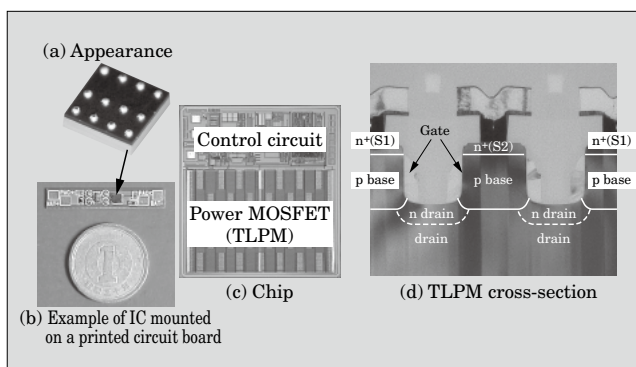 (a) Appearance
Control circuit
Power MOSFET
(TLPM)
(c) Chip
(b) Example of IC mounted
on a printed circuit board
1
n⁺(S1)
Gate
n⁺(S2)
n⁺(S1)
p base
p base
p base
n drain
n drain
drain
drain
(d) TLPM cross-section